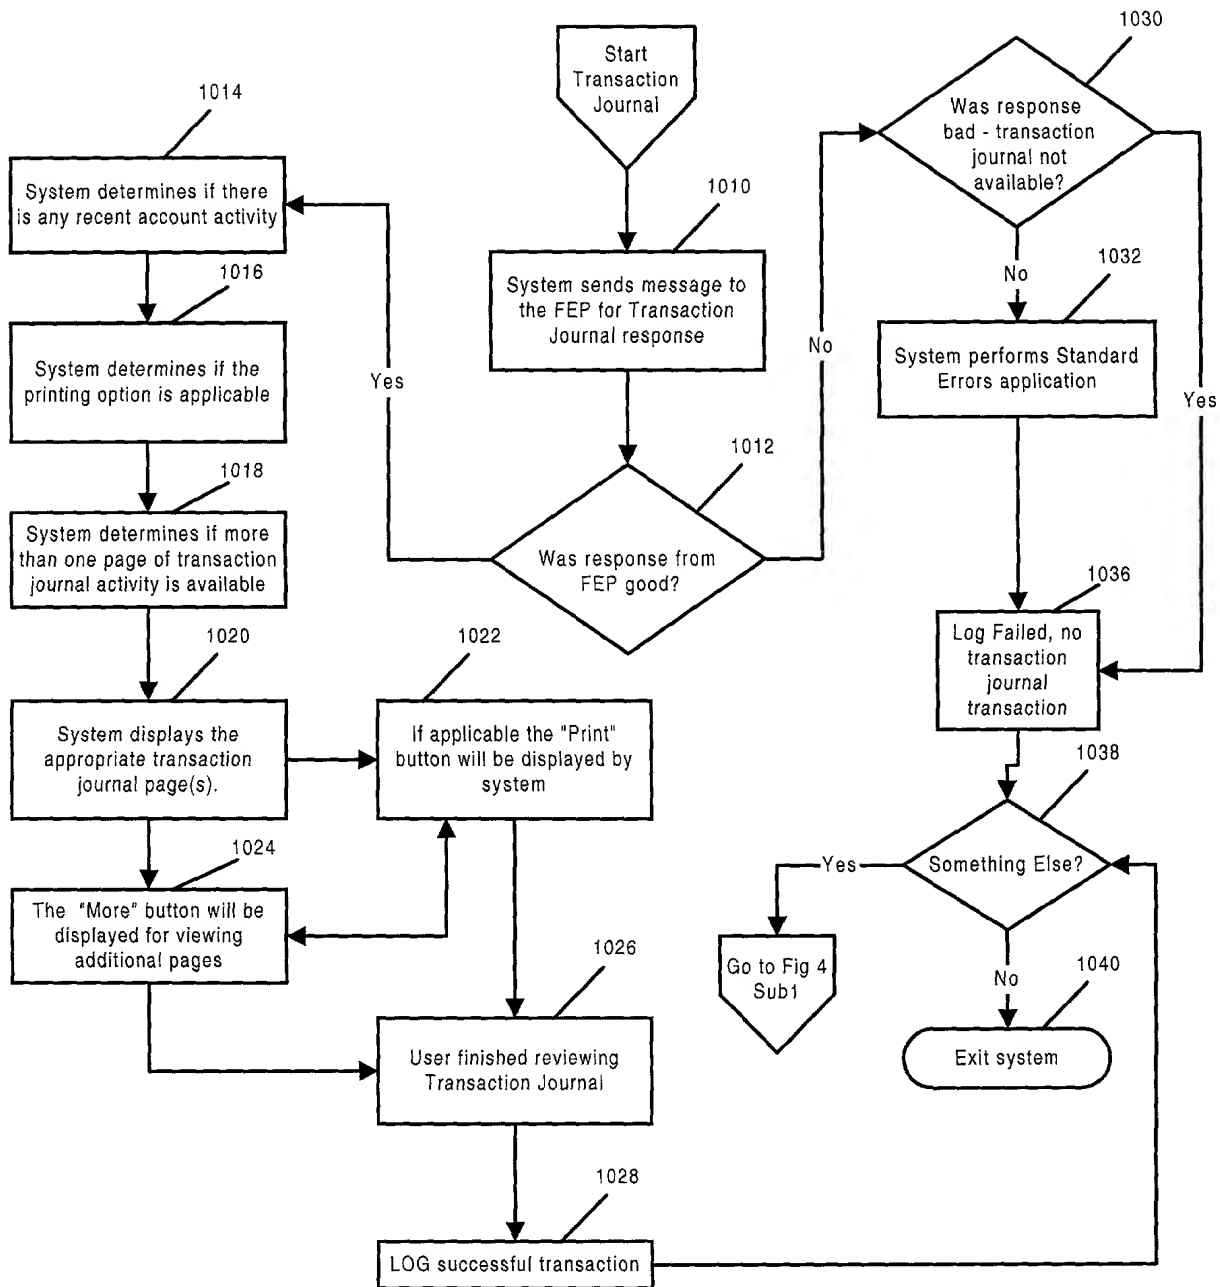 Start
Transaction
Journal
1010
System sends message to
the FEP for Transaction
Journal response
1012
Was response from
FEP good?
Yes
No
1014
System determines if there
is any recent account activity
1016
System determines if the
printing option is applicable
1018
System determines if more
than one page of transaction
journal activity is available
1020
System displays the
appropriate transaction
journal page(s).
1022
If applicable the "Print"
button will be displayed by
system
1024
The "More" button will be
displayed for viewing
additional pages
1026
User finished reviewing
Transaction Journal
1028
LOG successful transaction
1030
Was response
bad - transaction
journal not
available?
No
Yes
1032
System performs Standard
Errors application
1036
Log Failed, no
transaction
journal
transaction
1038
Something Else?
Yes
Go to Fig 4
Sub1
No
1040
Exit system